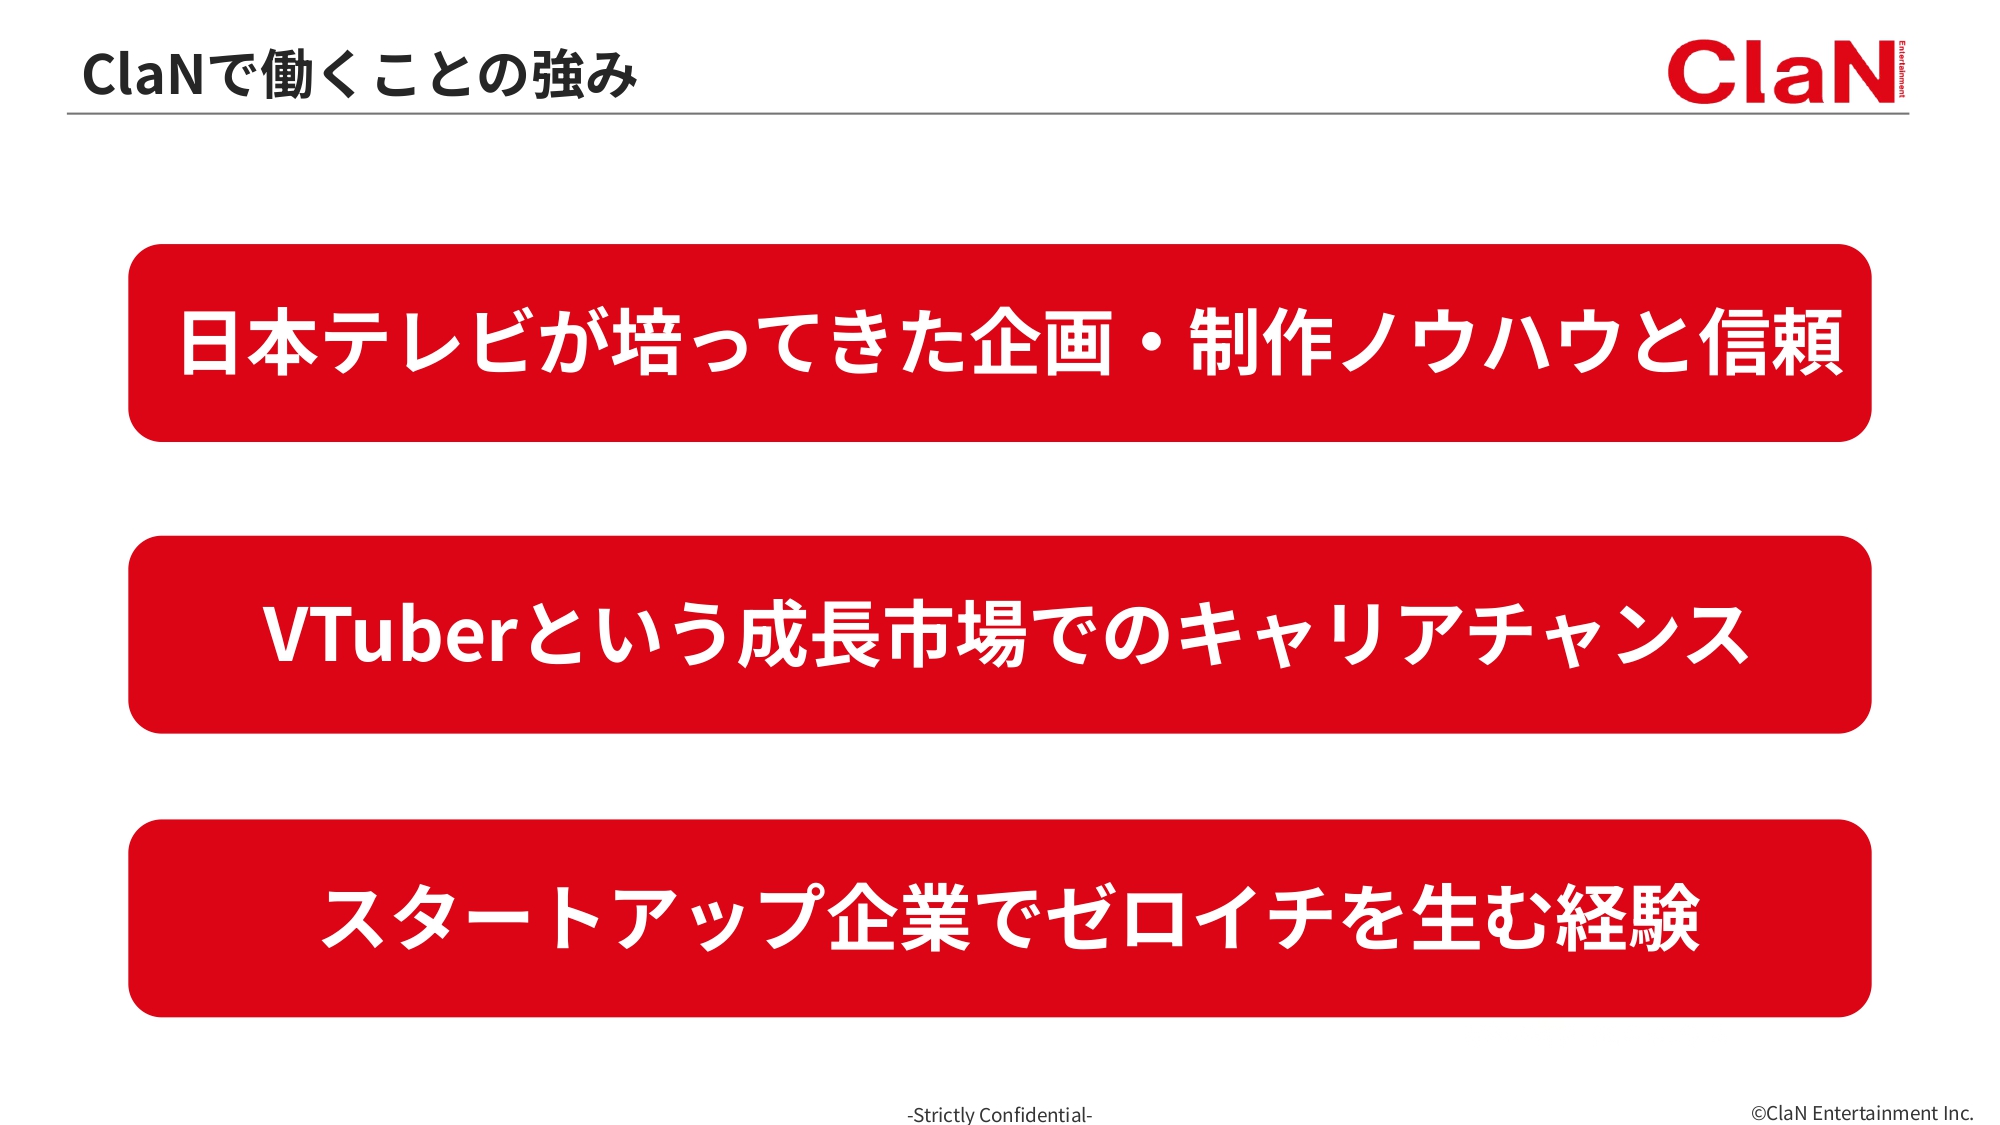 ClaNで働くことの強み
ClaN Entertainment
日本テレビが培ってきた企画・制作ノウハウと信頼
VTuberという成長市場でのキャリアチャンス
スタートアップ企業でゼロイチを生む経験
-Strictly Confidential-
©ClaN Entertainment Inc.